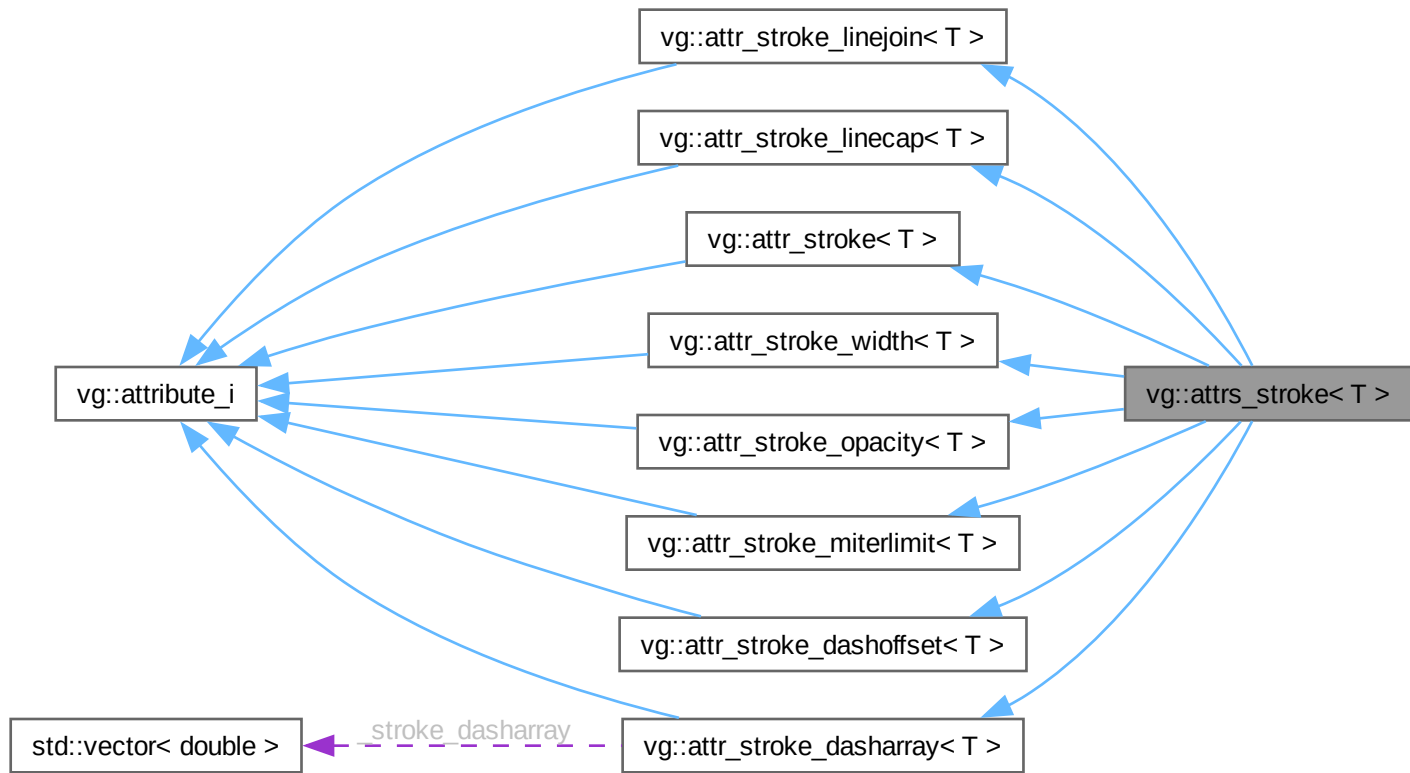 vg::attr_stroke_linejoin< T >
vg::attr_stroke_linecap< T >
vg::attr_stroke< T >
vg::attr_stroke_width< T >
vg::attribute_i
vg::attrs_stroke< T >
vg::attr_stroke_opacity< T >
vg::attr_stroke_miterlimit< T >
vg::attr_stroke_dashoffset< T >
_stroke_dasharray
std::vector< double >
vg::attr_stroke_dasharray< T >